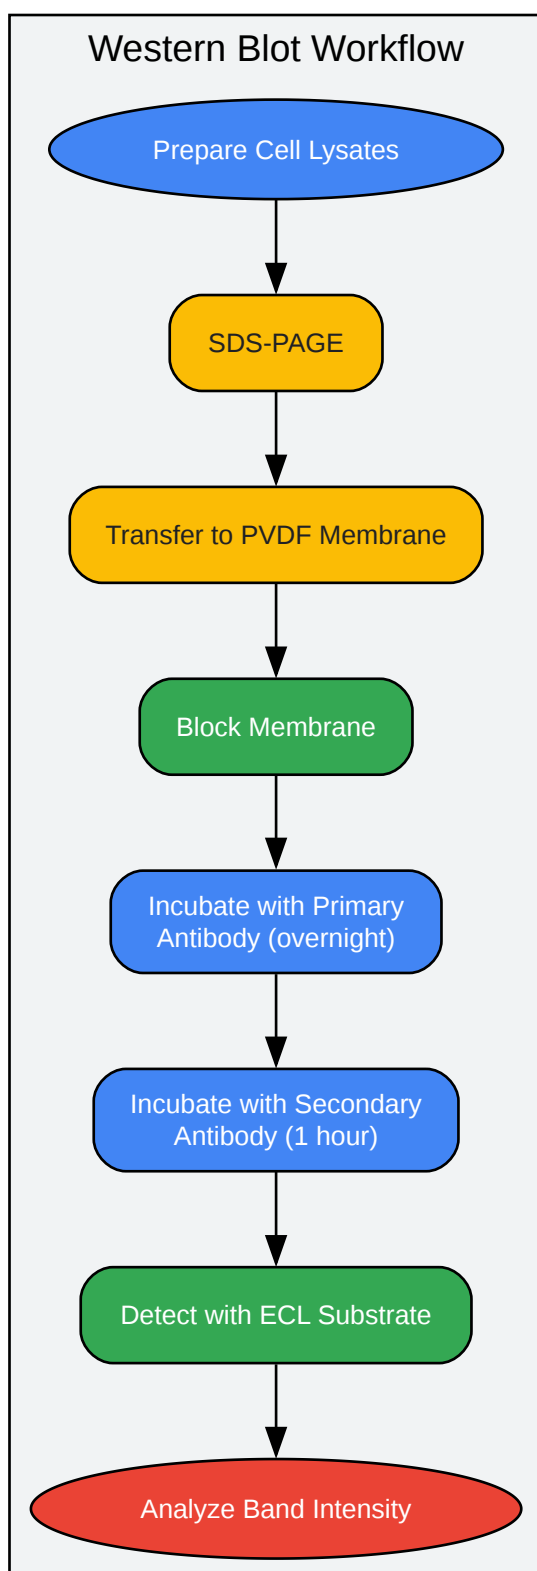 Western Blot Workflow
Prepare Cell Lysates
SDS-PAGE
Transfer to PVDF Membrane
Block Membrane
Incubate with Primary
Antibody (overnight)
Incubate with Secondary
Antibody (1 hour)
Detect with ECL Substrate
Analyze Band Intensity